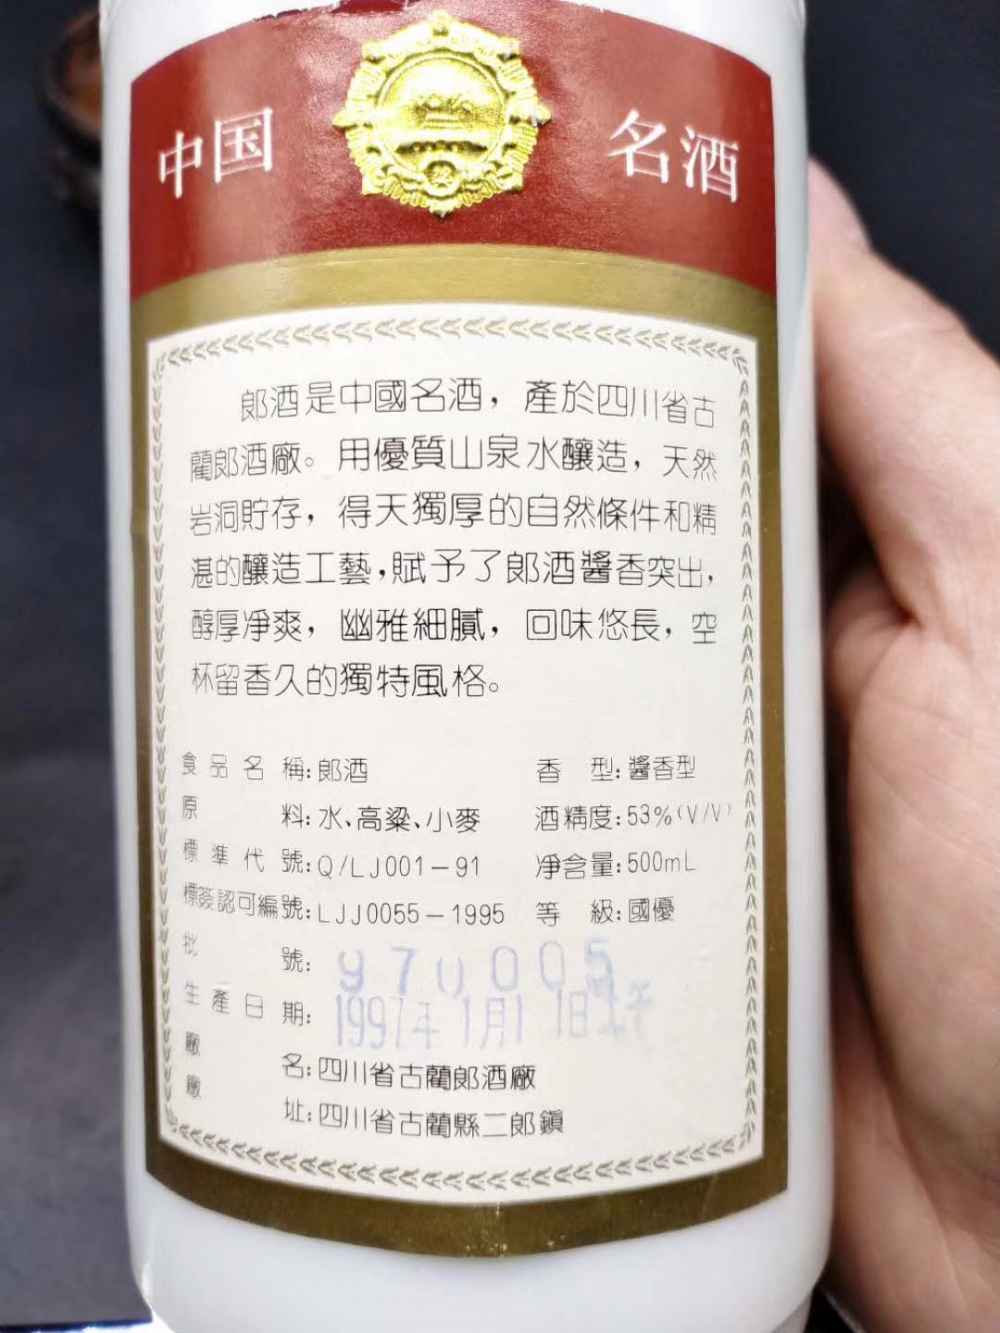 中国 名酒
郎酒是中國名酒，產於四川省古
藺郎酒廠。用優質山泉水釀造，天然
岩洞貯存，得天獨厚的自然條件和精
湛的釀造工藝，賦予了郎酒醬香突出，
醇厚净爽，幽雅細膩，回味悠長，空
杯留香久的獨特風格。
食品名稱：郎酒 香型：醬香型
原料：水、高粱、小麥 酒精度：53%(V/V)
標準代號：Q/LJ001-91 净含量：500mL
標簽認可編號：LJJ0055-1995 等級：國優
批號：970005
生產日期：1997年1月1日
廠名：四川省古藺郎酒廠
廠址：四川省古藺縣二郎鎮